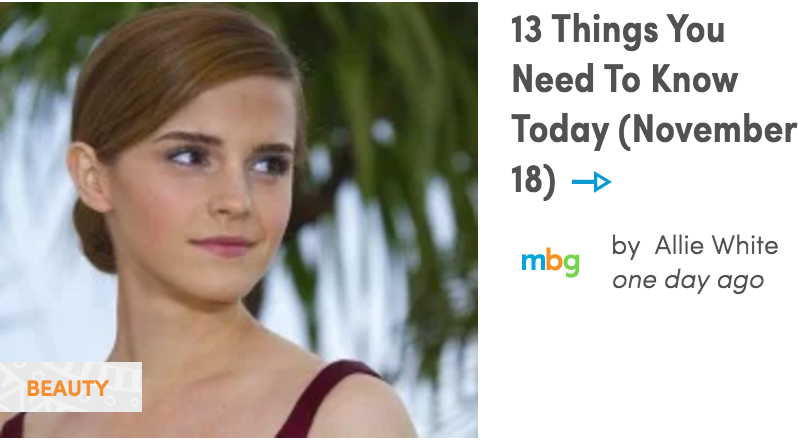 13 Things You
Need To Know
Today (November
18)
mbg
by Allie White
one day ago
BEAUTY